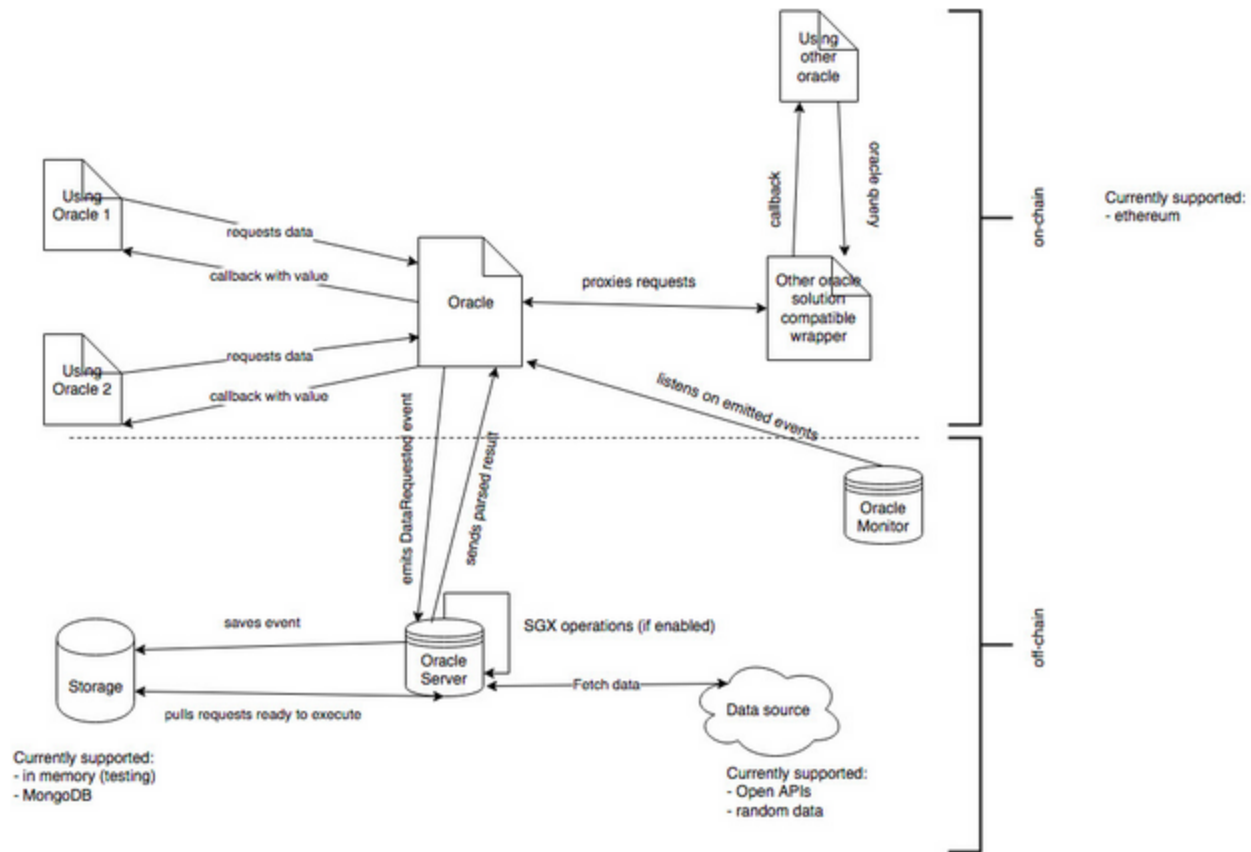 Using
other
oracle
callback
oracle query
on-chain
Currently supported:
- ethereum
Using
Oracle 1
requests data
callback with value
Oracle
proxies requests
Other oracle
solution
compatible
wrapper
Using
Oracle 2
requests data
callback with value
listens on emitted events
emits DataRequested event
sends parsed result
Oracle
Monitor
off-chain
saves event
SGX operations (if enabled)
Storage
Oracle
Server
Fetch data
Data source
pulls requests ready to execute
Currently supported:
- in memory (testing)
- MongoDB
Currently supported:
- Open APIs
- random data